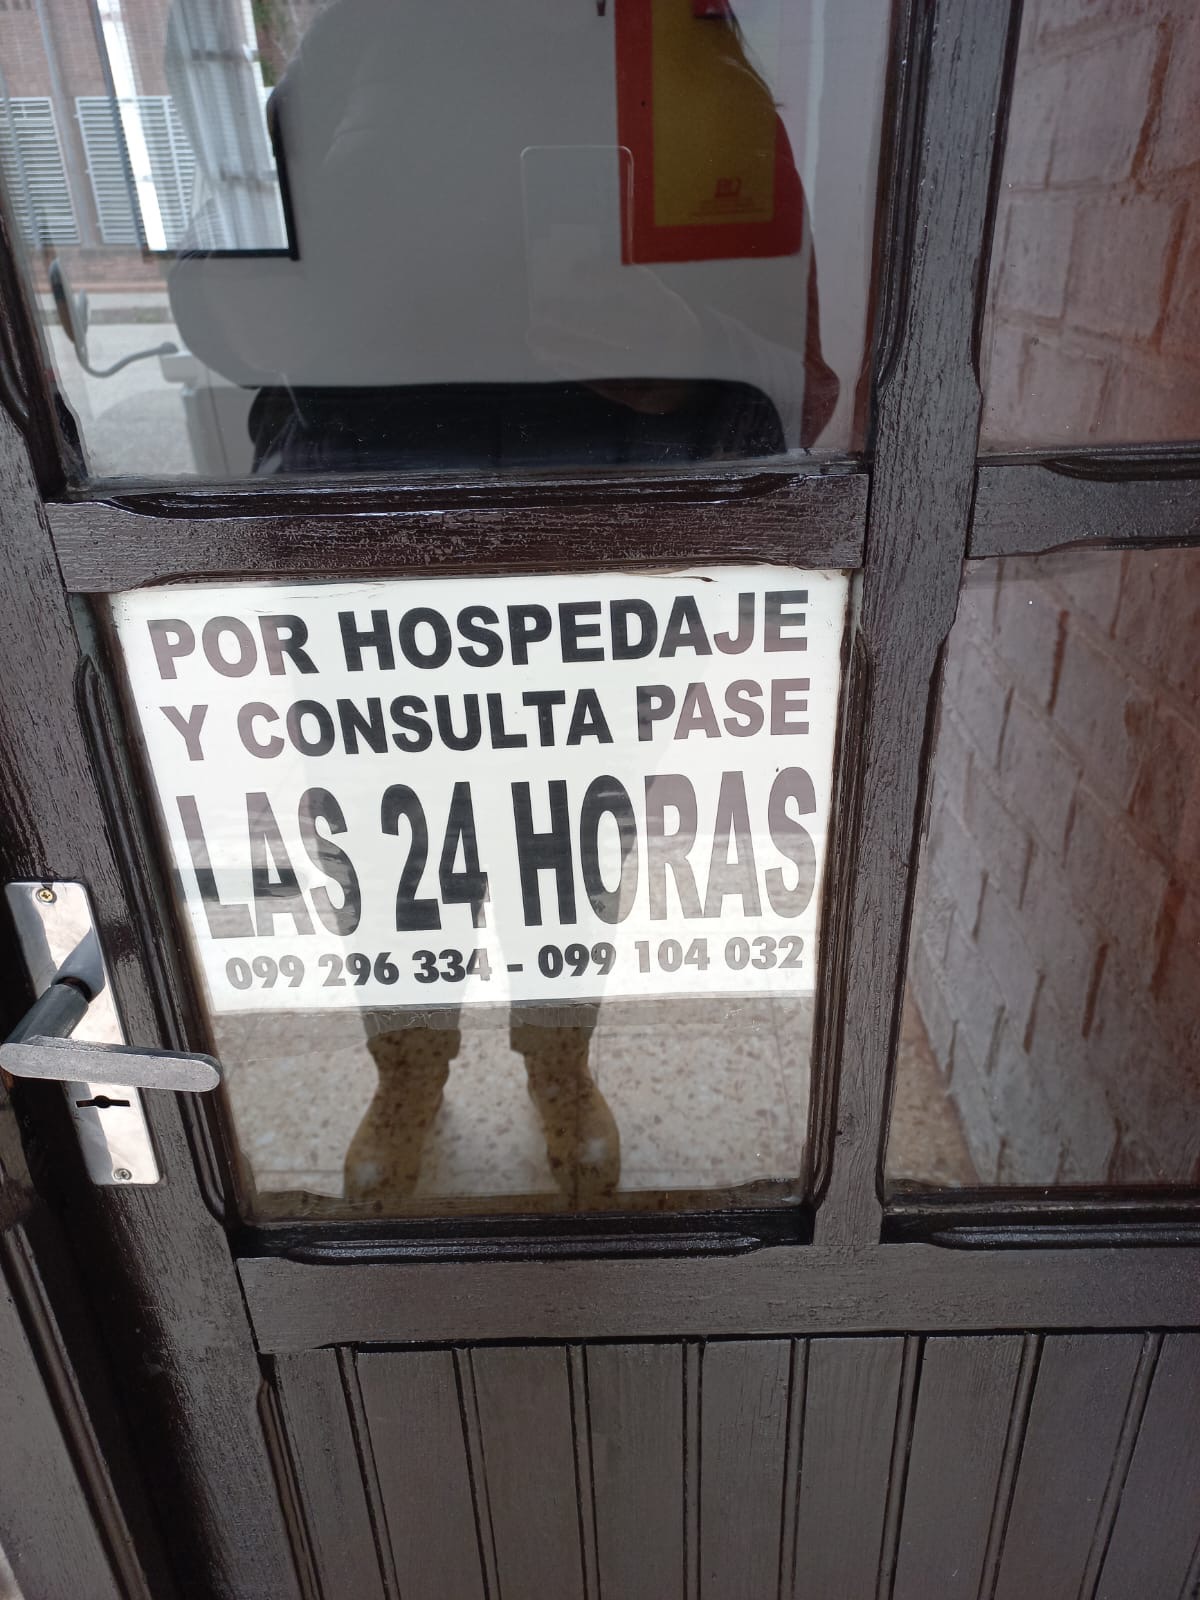 POR HOSPEDAJE
Y CONSULTA PASE
LAS 24 HORAS
099 296 334 - 099 104 032